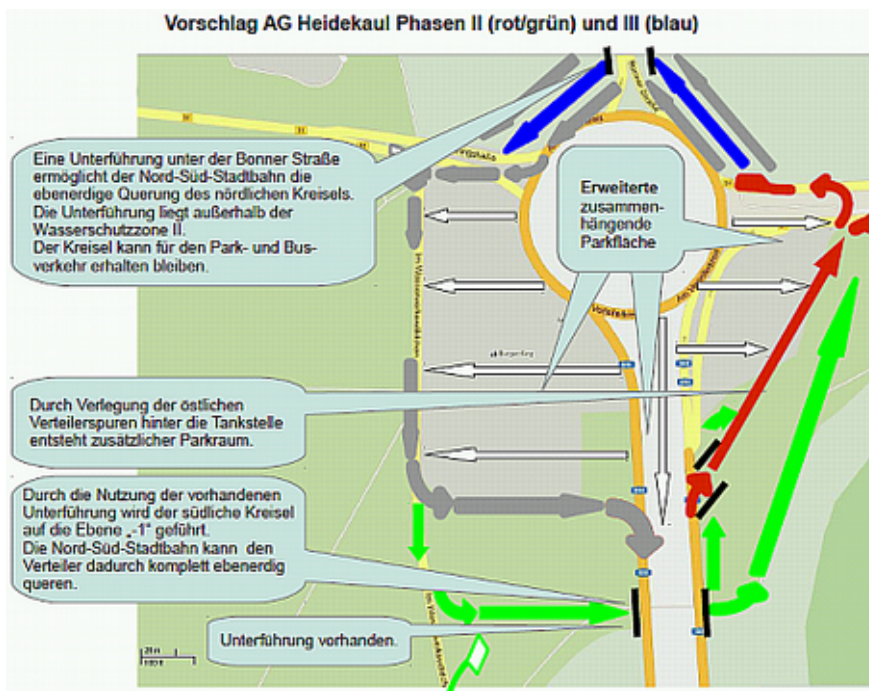 Vorschlag AG Heidekaul Phasen II (rot/grün) und III (blau)
Eine Unterführung unter der Bonner Straße
ermöglicht der Nord-Süd-Stadtbahn die
ebenerdige Querung des nördlichen Kreisels.
Die Unterführung liegt außerhalb der
Wasserschutzzone II.
Der Kreisel kann für den Park- und Bus-
verkehr erhalten bleiben.
Erweiterte
zusammen-
hängende
Parkfläche
Durch Verlegung der östlichen
Verteilerspuren hinter die Tankstelle
entsteht zusätzlicher Parkraum.
Durch die Nutzung der vorhandenen
Unterführung wird der südliche Kreisel
auf die Ebene „-1" geführt.
Die Nord-Süd-Stadtbahn kann den
Verteiler dadurch komplett ebenerdig
queren.
Unterführung vorhanden.